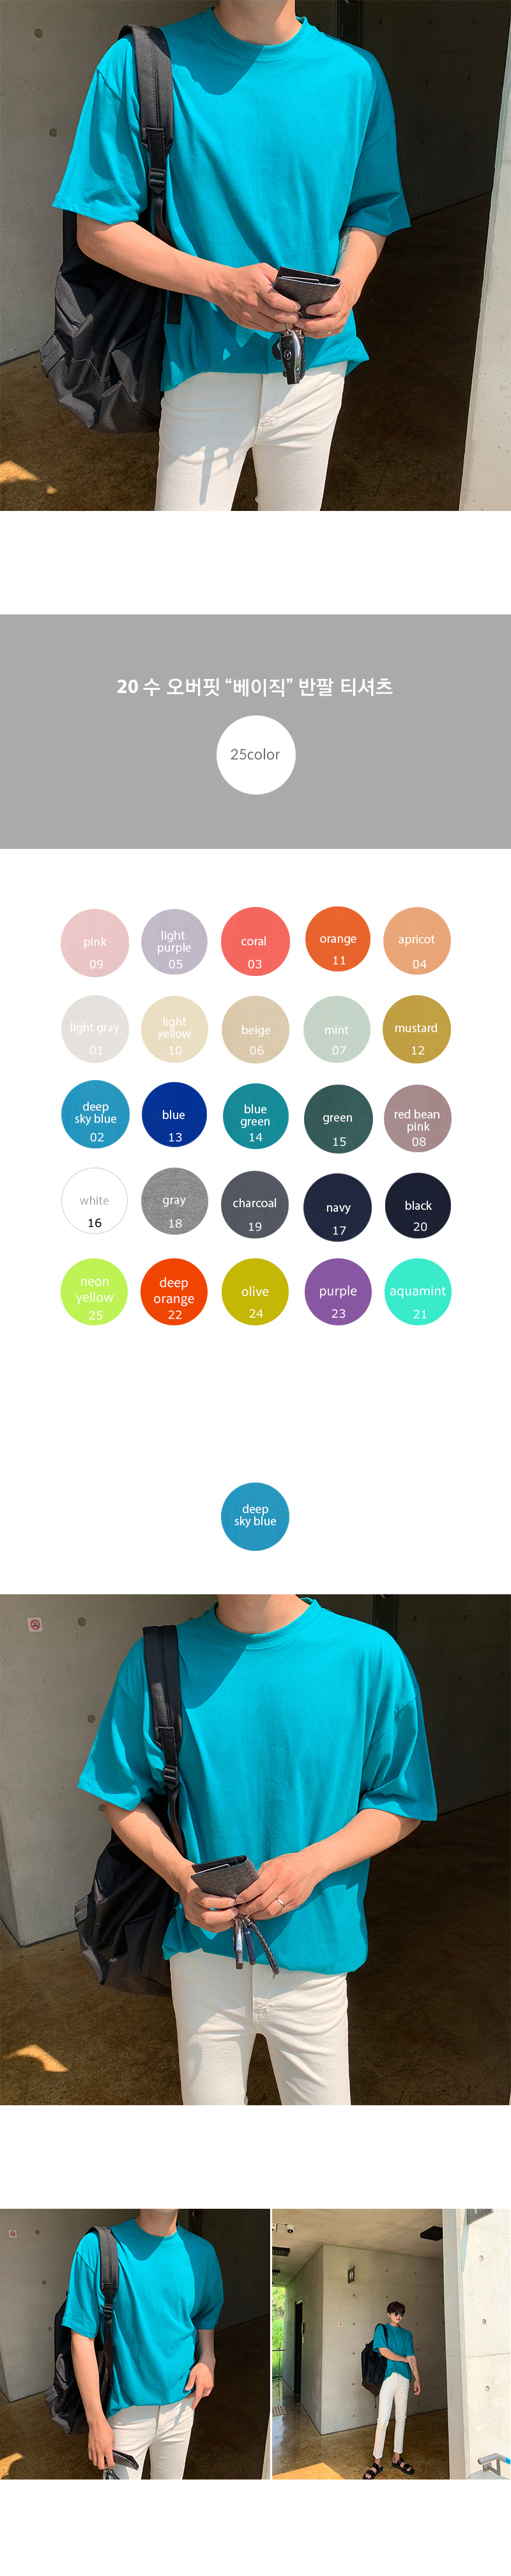 20 수 오버핏 “베이직” 반팔 티셔츠
25color
pink
09
light
purple
05
coral
03
orange
11
apricot
04
light gray
01
light
yellow
10
beige
06
mint
07
mustard
12
deep
sky blue
02
blue
13
blue
green
14
green
15
red bean
pink
08
white
16
gray
18
charcoal
19
navy
17
black
20
neon
yellow
25
deep
orange
22
olive
24
purple
23
aquamint
21
deep
sky blue